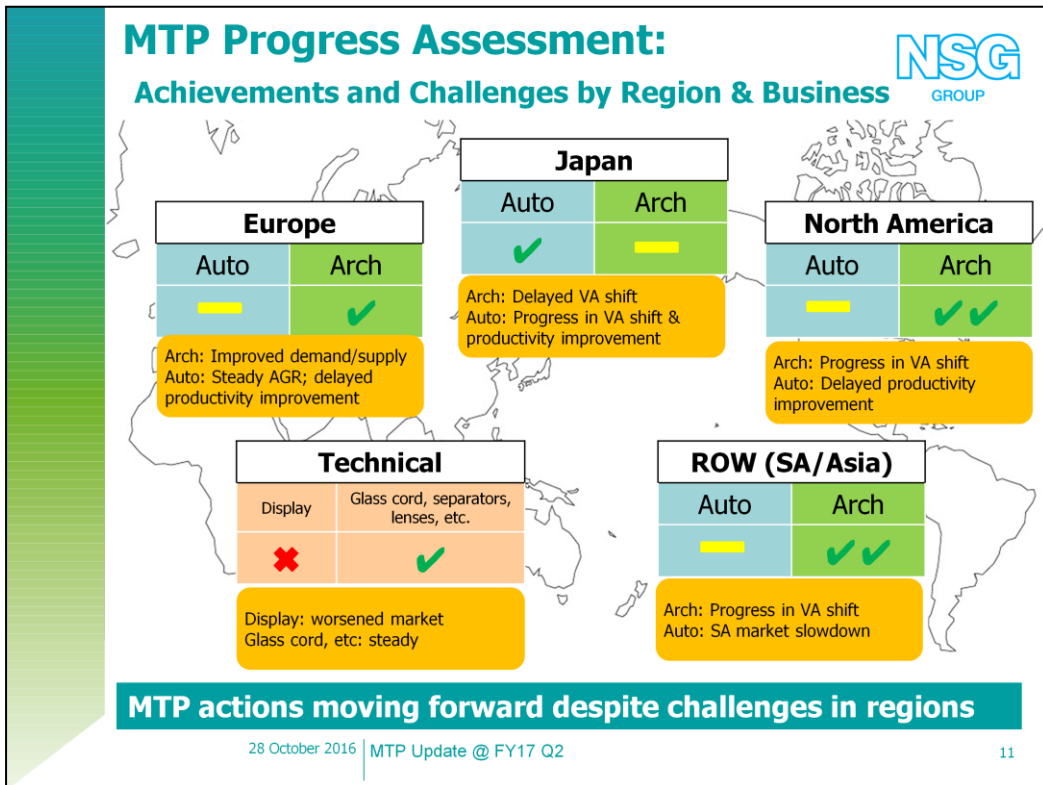 MTP Progress Assessment:
Achievements and Challenges by Region & Business
NSG
GROUP
Japan
Auto Arch
✔ —
Arch: Delayed VA shift
Auto: Progress in VA shift &
productivity improvement
Europe
Auto Arch
— ✔
Arch: Improved demand/supply
Auto: Steady AGR; delayed
productivity improvement
North America
Auto Arch
— ✔✔
Arch: Progress in VA shift
Auto: Delayed productivity
improvement
Technical
Display Glass cord, separators,
lenses, etc.
✖ ✔
Display: worsened market
Glass cord, etc: steady
ROW (SA/Asia)
Auto Arch
— ✔✔
Arch: Progress in VA shift
Auto: SA market slowdown
MTP actions moving forward despite challenges in regions
28 October 2016 MTP Update @ FY17 Q2 11